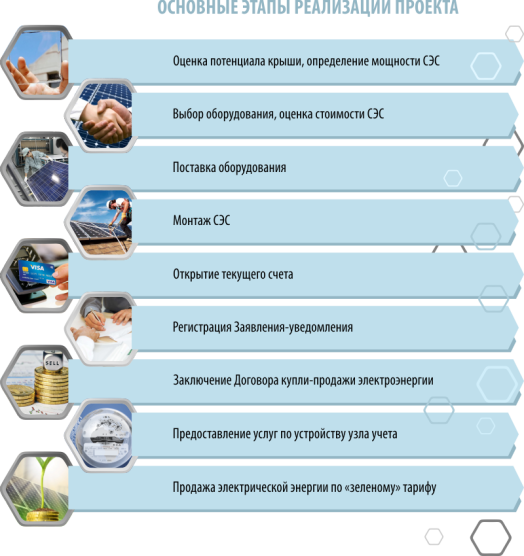 ОСНОВНЫЕ ЭТАПЫ РЕАЛИЗАЦИИ ПРОЕКТА
Оценка потенциала крыши, определение мощности СЭС
Выбор оборудования, оценка стоимости СЭС
Поставка оборудования
Монтаж СЭС
Открытие текущего счета
VISA
Регистрация Заявления-уведомления
SELL
Заключение Договора купли-продажи электроэнергии
Предоставление услуг по устройству узла учета
Продажа электрической энергии по «зеленому» тарифу